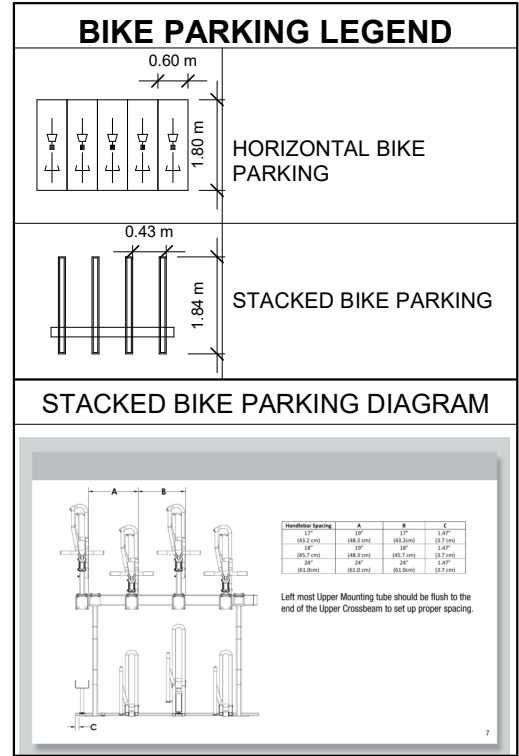 BIKE PARKING LEGEND
0.60 m
1.80 m
HORIZONTAL BIKE
PARKING
0.43 m
1.84 m
STACKED BIKE PARKING
STACKED BIKE PARKING DIAGRAM
A B
Handlebar Spacing A B C
17" 19" 17" 1.47"
(43.2 cm) (48.3 cm) (43.2cm) (3.7 cm)
18" 19" 18" 1.47"
(45.7 cm) (48.3 cm) (45.7 cm) (3.7 cm)
24" 24" 24" 1.47"
(61.0cm) (61.0 cm) (61.0cm) (3.7 cm)
Left most Upper Mounting tube should be flush to the
end of the Upper Crossbeam to set up proper spacing.
C
7